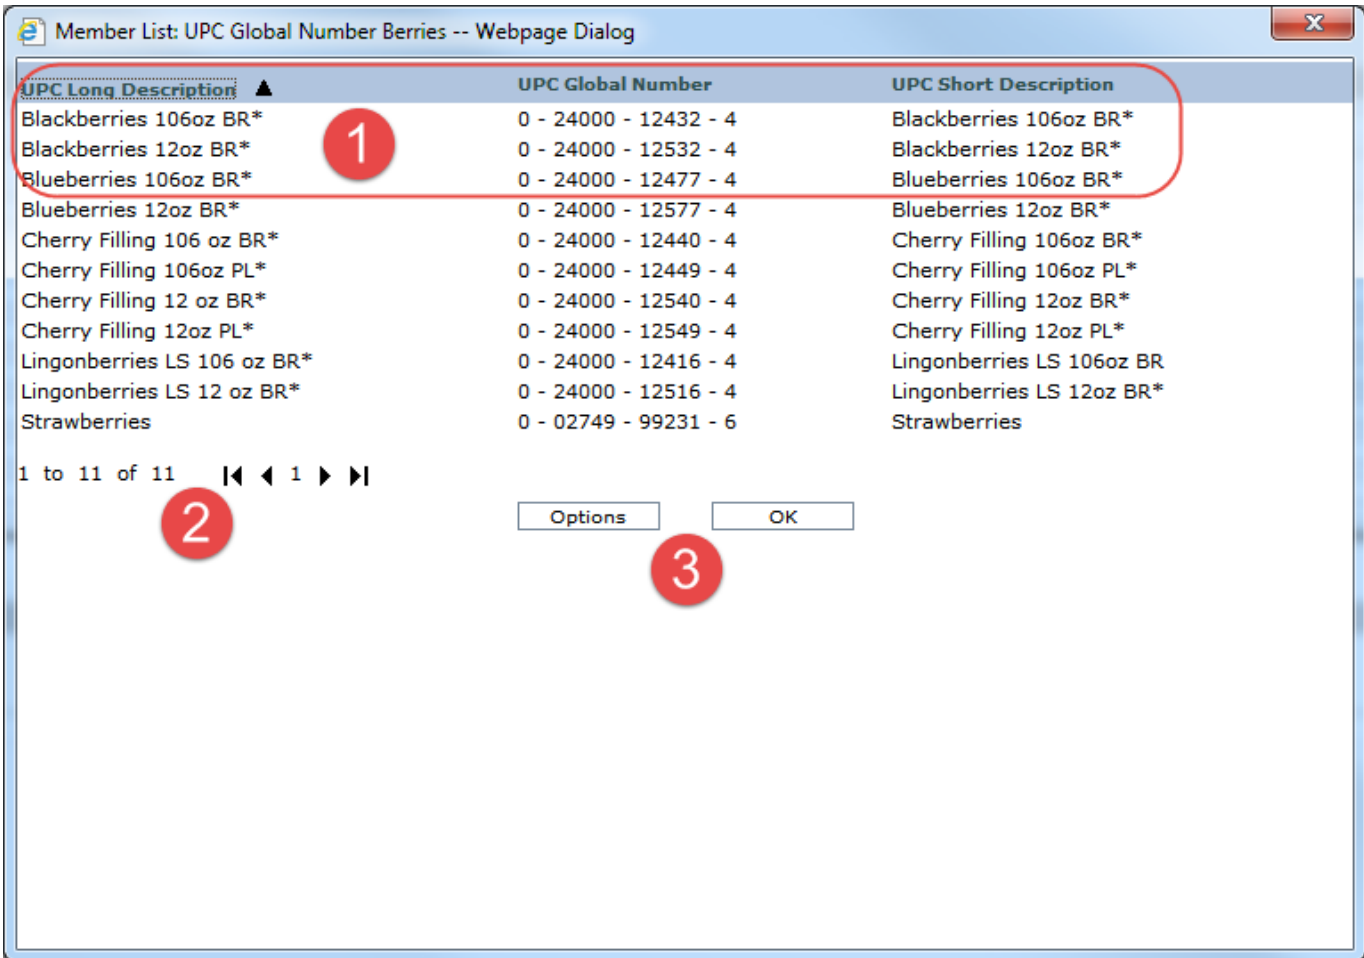 Member List: UPC Global Number Berries -- Webpage Dialog
X
UPC Long Description ▲ UPC Global Number UPC Short Description
Blackberries 106oz BR* 0 - 24000 - 12432 - 4 Blackberries 106oz BR*
1
Blackberries 12oz BR* 0 - 24000 - 12532 - 4 Blackberries 12oz BR*
Blueberries 106oz BR* 0 - 24000 - 12477 - 4 Blueberries 106oz BR*
Blueberries 12oz BR* 0 - 24000 - 12577 - 4 Blueberries 12oz BR*
Cherry Filling 106 oz BR* 0 - 24000 - 12440 - 4 Cherry Filling 106oz BR*
Cherry Filling 106oz PL* 0 - 24000 - 12449 - 4 Cherry Filling 106oz PL*
Cherry Filling 12 oz BR* 0 - 24000 - 12540 - 4 Cherry Filling 12oz BR*
Cherry Filling 12oz PL* 0 - 24000 - 12549 - 4 Cherry Filling 12oz PL*
Lingonberries LS 106 oz BR* 0 - 24000 - 12416 - 4 Lingonberries LS 106oz BR
Lingonberries LS 12 oz BR* 0 - 24000 - 12516 - 4 Lingonberries LS 12oz BR*
Strawberries 0 - 02749 - 99231 - 6 Strawberries
1 to 11 of 11 1
2
Options OK
3